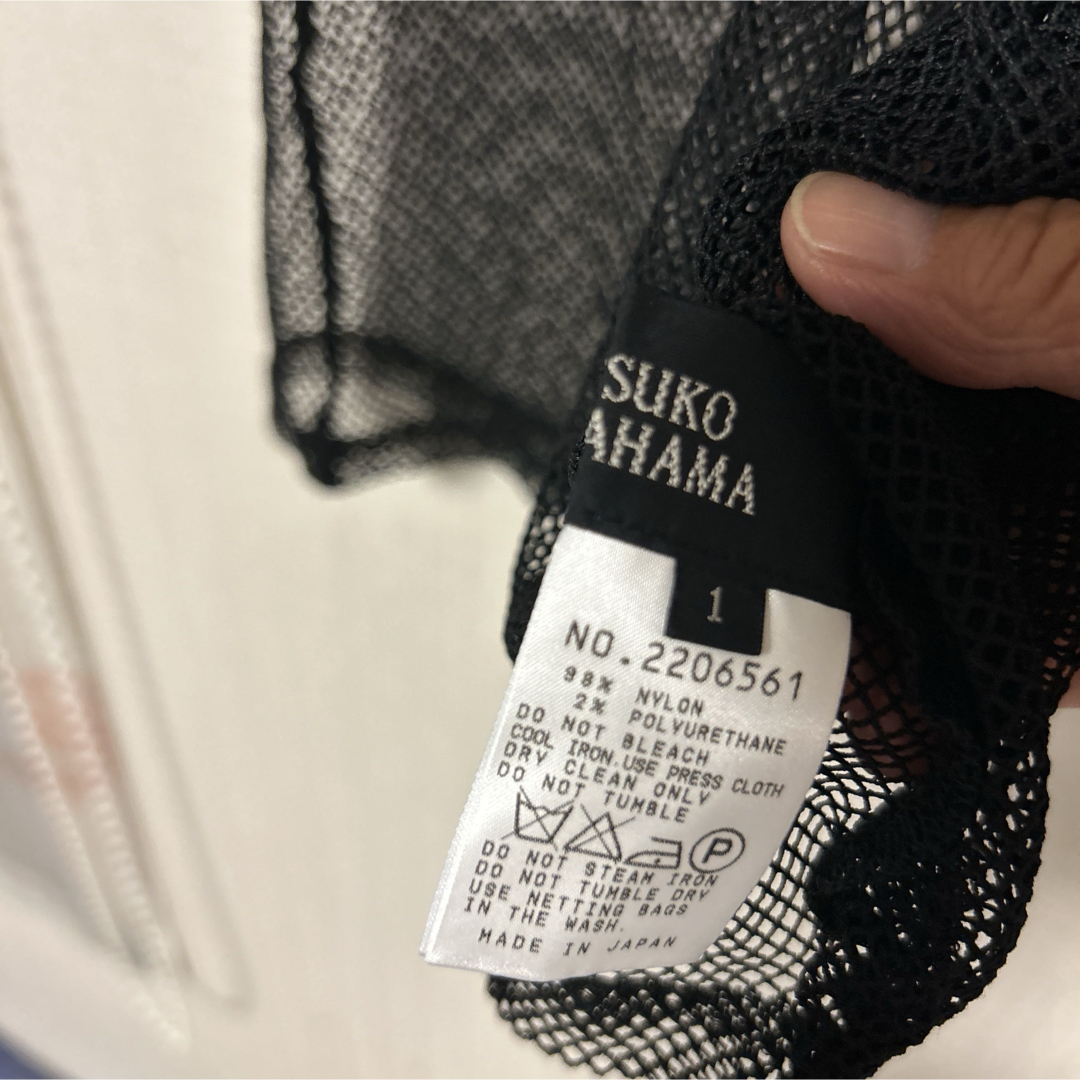 SUKO
AHAMA
1
NO.2206561
98% NYLON
2% POLYURETHANE
DO NOT BLEACH
COOL IRON.USE PRESS CLOTH
DRY CLEAN ONLY
DO NOT TUMBLE
P
DO NOT STEAM IRON
DO NOT TUMBLE DRY
USE NETTING BAGS
IN THE WASH.
MADE IN JAPAN